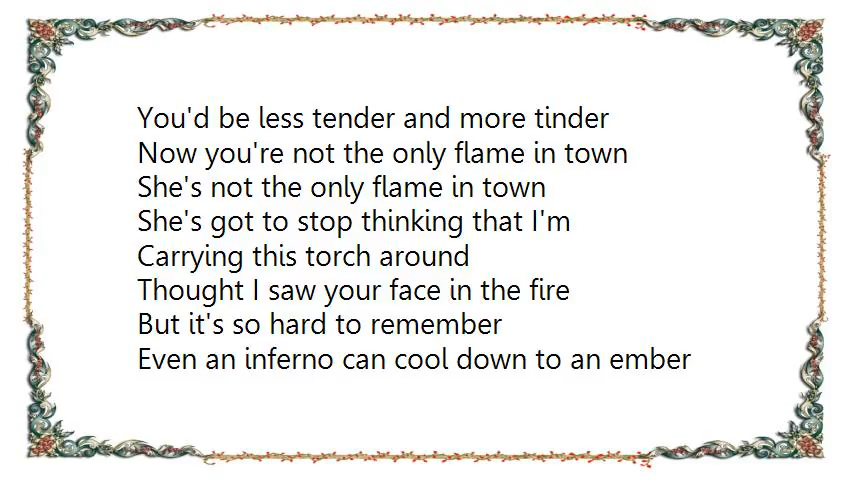 You'd be less tender and more tinder
Now you're not the only flame in town
She's not the only flame in town
She's got to stop thinking that I'm
Carrying this torch around
Thought I saw your face in the fire
But it's so hard to remember
Even an inferno can cool down to an ember